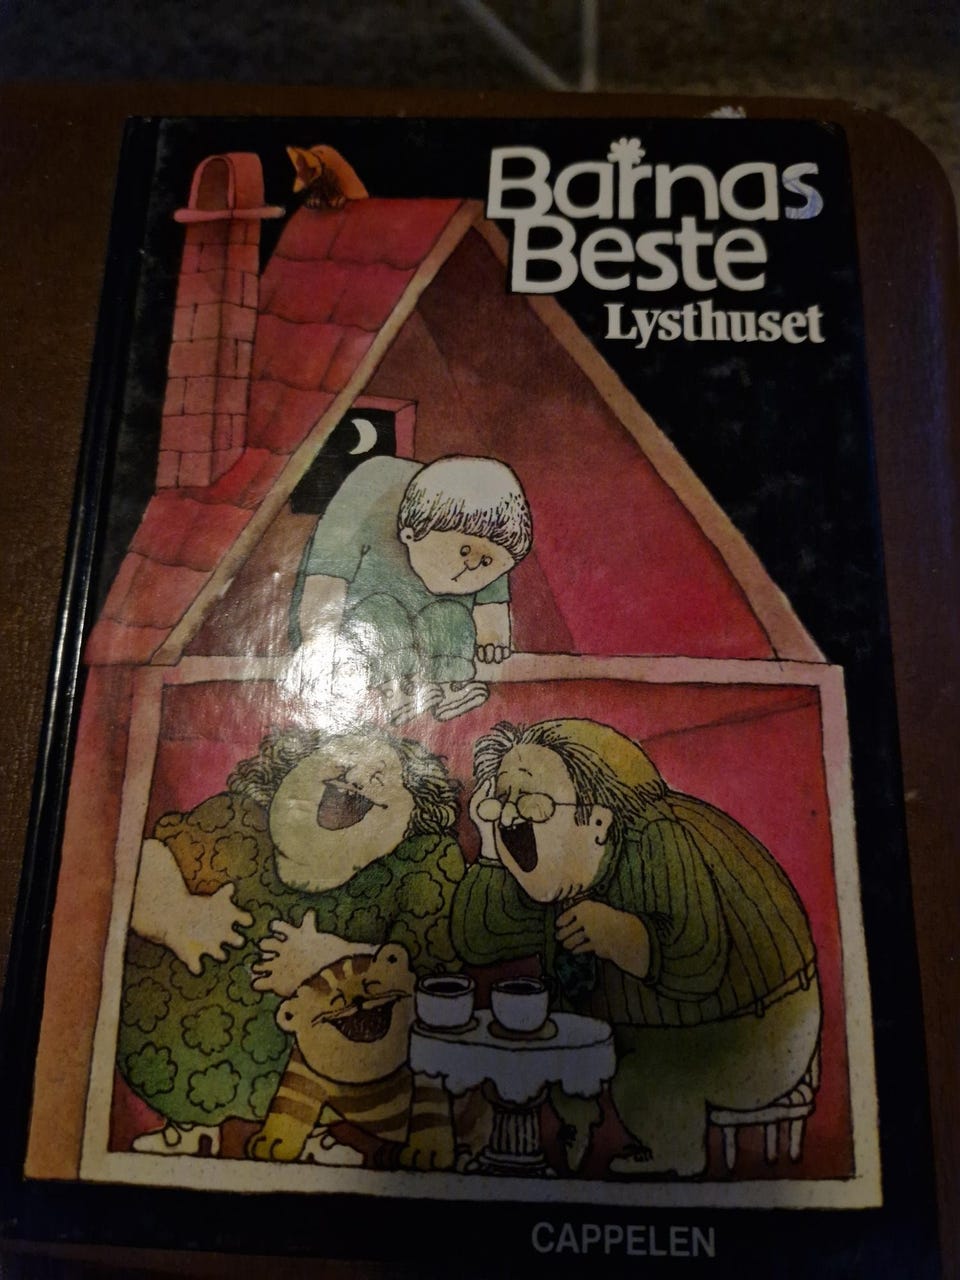 Barnas
Beste
Lysthuset
CAPPELEN